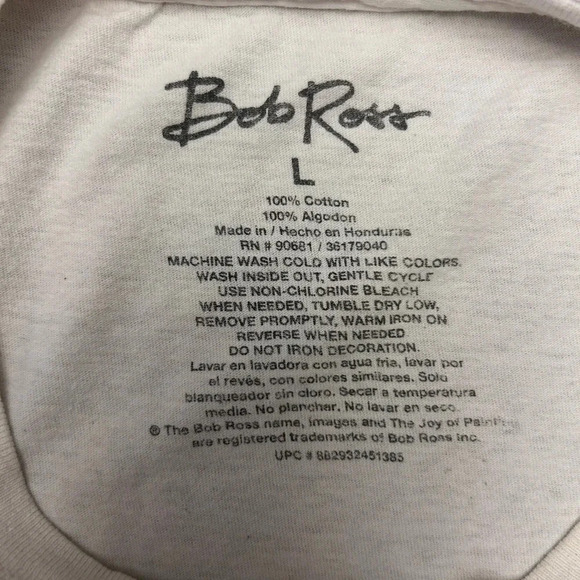 Bob Ross
L
100% Cotton
100% Algodon
Made in / Hecho en Honduras
RN # 90681 / 36179040
MACHINE WASH COLD WITH LIKE COLORS.
WASH INSIDE OUT, GENTLE CYCLE
USE NON-CHLORINE BLEACH
WHEN NEEDED, TUMBLE DRY LOW,
REMOVE PROMPTLY, WARM IRON ON
REVERSE WHEN NEEDED
DO NOT IRON DECORATION.
Lavar en lavadora con agua fria, lavar por
el revés, con colores similares. Solo
blanqueador sin cloro. Secar a temperatura
media. No planchar. No lavar en seco.
® The Bob Ross name, images and The Joy of Painting
are registered trademarks of Bob Ross Inc.
UPC # 882932451385